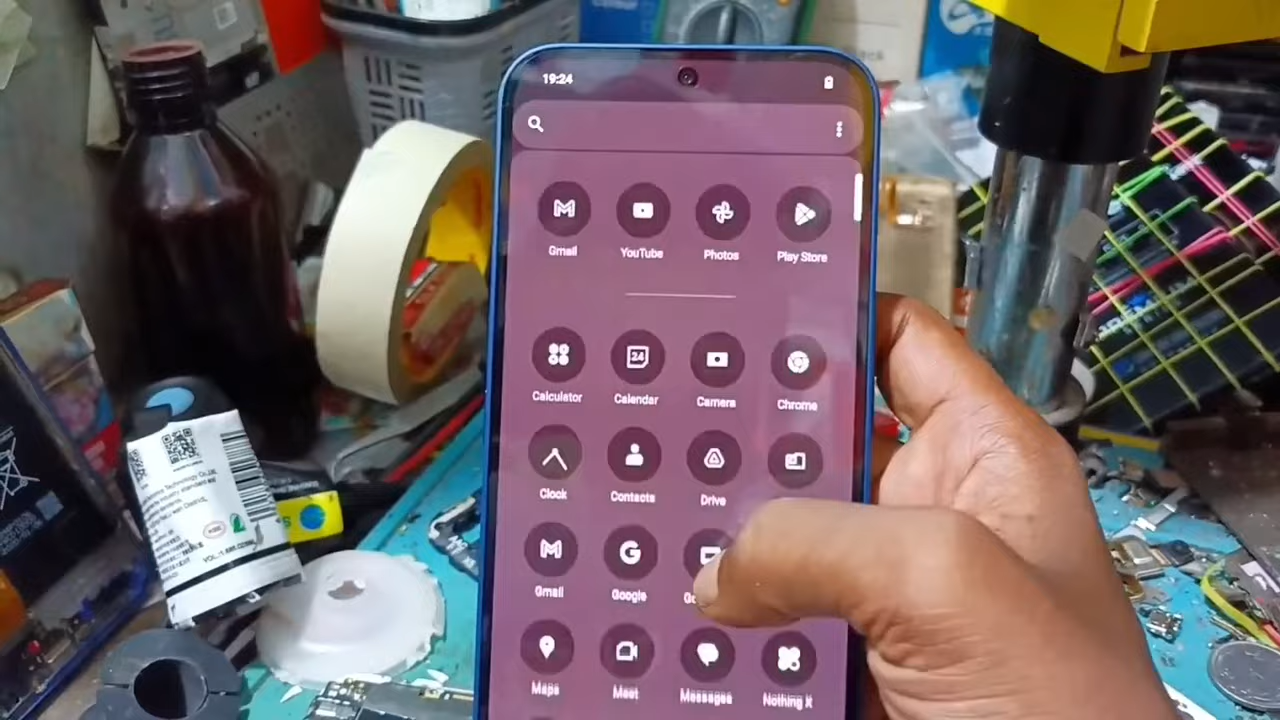 19:24
Gmail
YouTube
Photos
Play Store
Calculator
24
Calendar
Camera
Chrome
Clock
Contacts
Drive
Gmail
G
Google
Maps
Meet
Messages
Nothing X